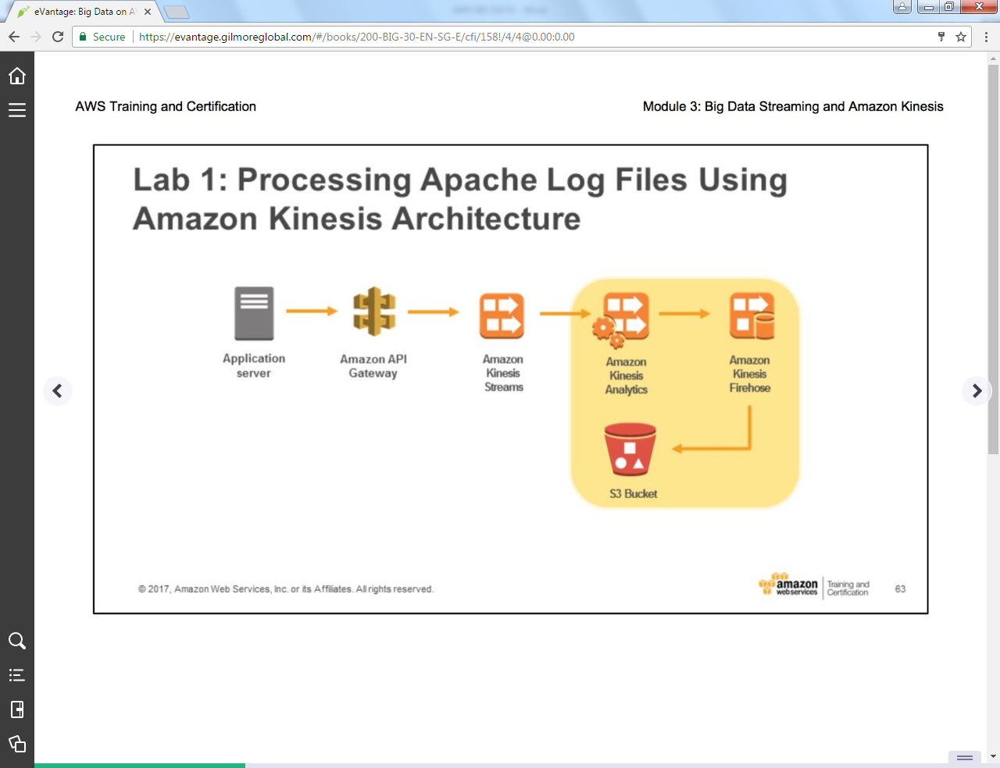 eVantage: Big Data on A
Secure
https://evantage.gilmoreglobal.com/#/books/200-BIG-30-EN-SG-E/cfi/158!/4/4@0.00:0.00
AWS Training and Certification
Module 3: Big Data Streaming and Amazon Kinesis
Lab 1: Processing Apache Log Files Using
Amazon Kinesis Architecture
Application
server
Amazon API
Gateway
Amazon
Kinesis
Streams
Amazon
Kinesis
Analytics
Amazon
Kinesis
Firehose
S3 Bucket
© 2017, Amazon Web Services, Inc. or its Affiliates. All rights reserved.
amazon
web services
Training and
Certification
63